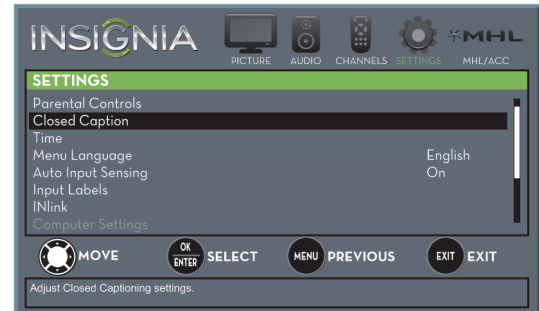 INSIGNIA
MHL
PICTURE AUDIO CHANNELS SETTINGS MHL/ACC
SETTINGS
Parental Controls
Closed Caption
Time
Menu Language English
Auto Input Sensing On
Input Labels
INlink
Computer Settings
MOVE OK ENTER SELECT MENU PREVIOUS EXIT EXIT
Adjust Closed Captioning settings.